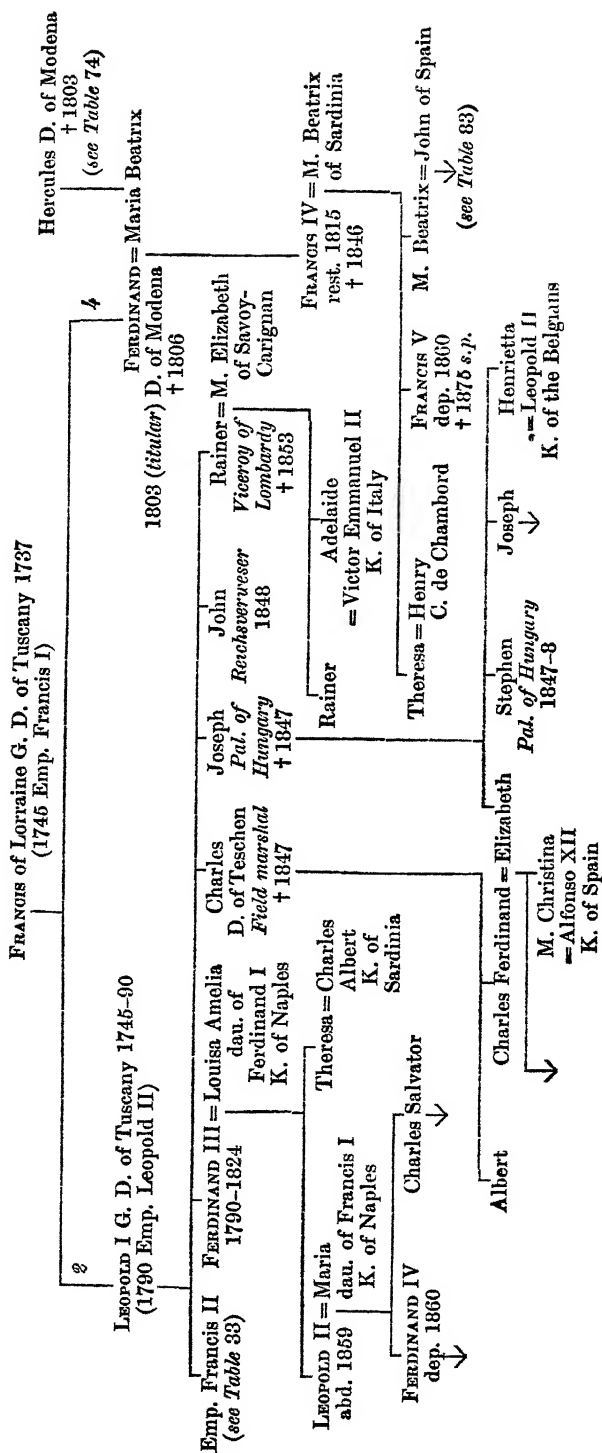 FRANCIS of Lorraine G. D. of Tuscany 1737
(1745 Emp. Francis I)
Hercules D. of Modena
† 1803
(see Table 74)
2
4
LEOPOLD I G. D. of Tuscany 1745-90
(1790 Emp. Leopold II)
FERDINAND = Maria Beatrix
1803 (titular) D. of Modena
† 1806
Emp. Francis II
(see Table 33)
FERDINAND III = Louisa Amelia
1790-1824
dau. of
Ferdinand I
K. of Naples
Charles
D. of Teschen
Field marshal
† 1847
Joseph
Pal. of
Hungary
† 1847
John
Reichsverweser
1848
Rainer = M. Elizabeth
Viceroy of
Lombardy
† 1853
of Savoy-
Carignan
FRANCIS IV = M. Beatrix
rest. 1815
† 1846
of Sardinia
LEOPOLD II = Maria
abd. 1859
dau. of Francis I
K. of Naples
Theresa = Charles
Albert
K. of
Sardinia
Rainer
Adelaide
= Victor Emmanuel II
K. of Italy
Theresa = Henry
C. de Chambord
FRANCIS V
dep. 1860
† 1875 s.p.
M. Beatrix = John of Spain
(see Table 83)
FERDINAND IV
dep. 1860
Charles Salvator
Albert
Charles Ferdinand = Elizabeth
Stephen
Pal. of Hungary
1847-8
Joseph
Henrietta
= Leopold II
K. of the Belgians
M. Christina
= Alfonso XII
K. of Spain